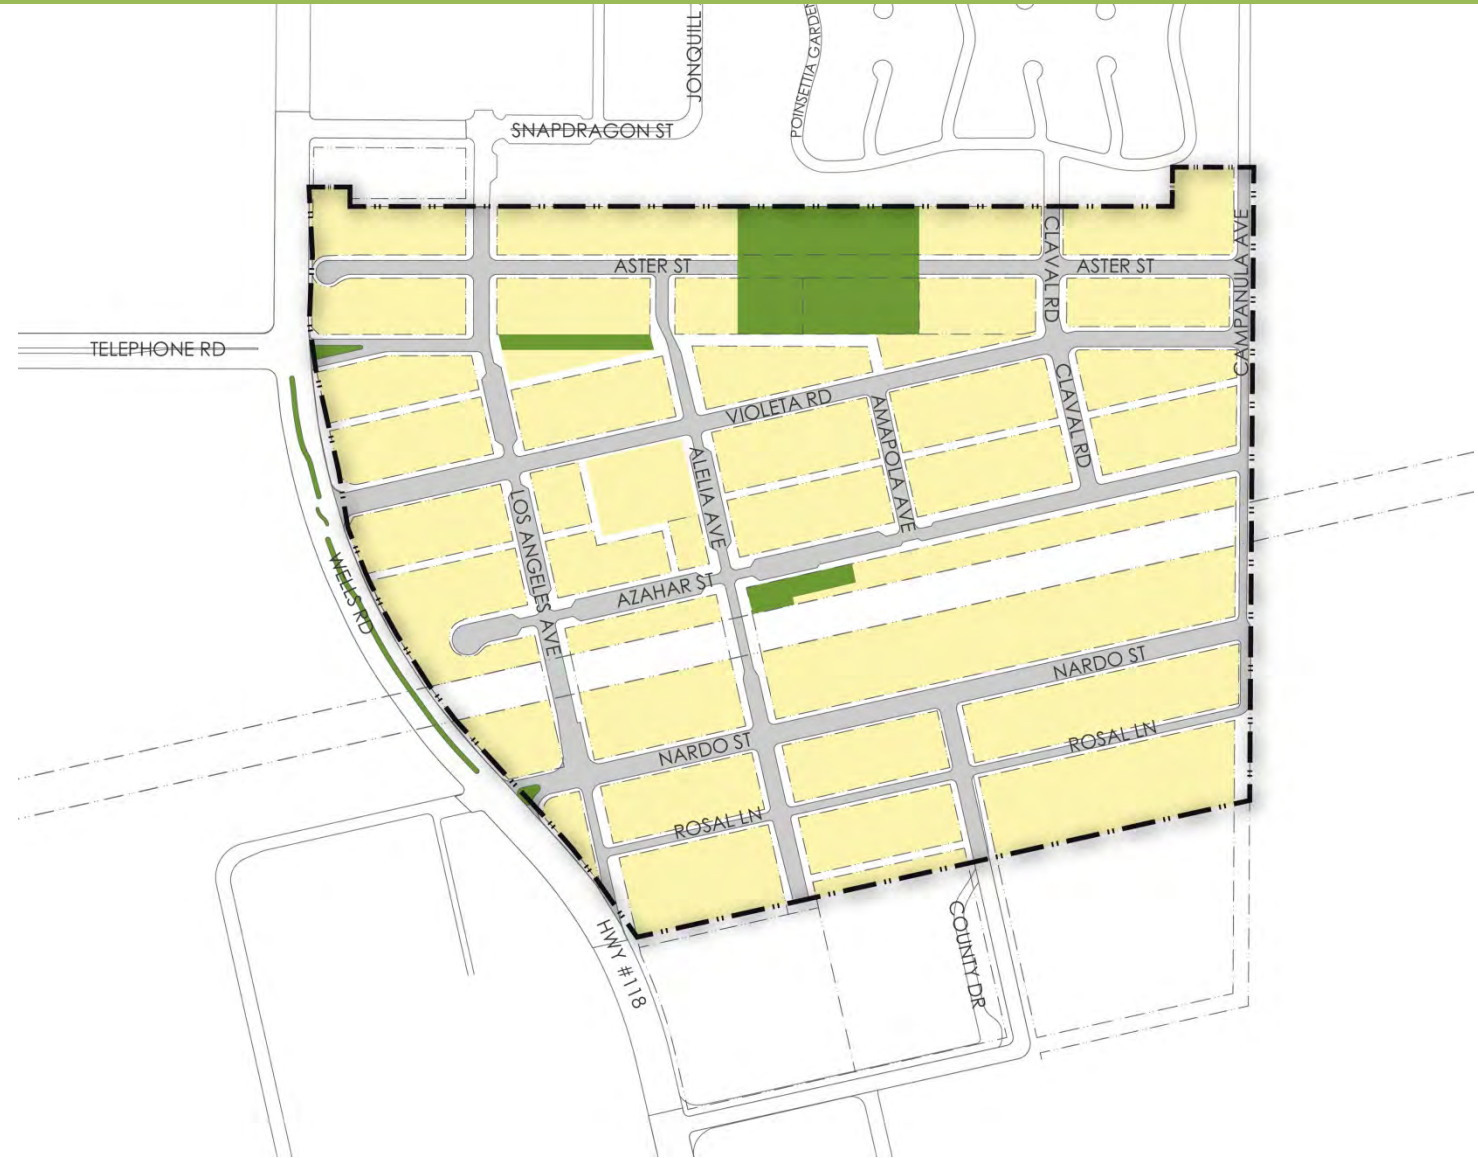 JONQUILL
POINSETTIA GARDEN
SNAPDRAGON ST
CLAVAL RD
CAMPANULA AVE
ASTER ST
ASTER ST
TELEPHONE RD
VIOLETA RD
AMAPOLA AVE
CLAVAL RD
ALELIA AVE
LOS ANGELES AVE
WELLS RD
AZAHAR ST
NARDO ST
NARDO ST
ROSAL LN
ROSAL LN
HWY #118
COUNTY DR